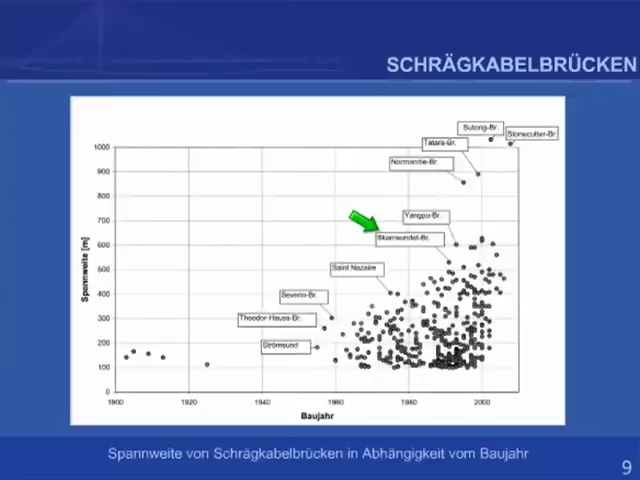 SCHRÄGKABELBRÜCKEN
Sutong-Br.
Stonecutter-Br
Tatara-Br.
Normandie-Br
Yangpu-Br.
Skarnsundet-Br.
Saint Nazaire
Severin-Br.
Theodor-Heuss-Br.
Strömsund
Spannweite [m]
1000
900
800
700
600
500
400
300
200
100
0
1900 1920 1940 1960 1980 2000
Baujahr
Spannweite von Schrägkabelbrücken in Abhängigkeit vom Baujahr
9